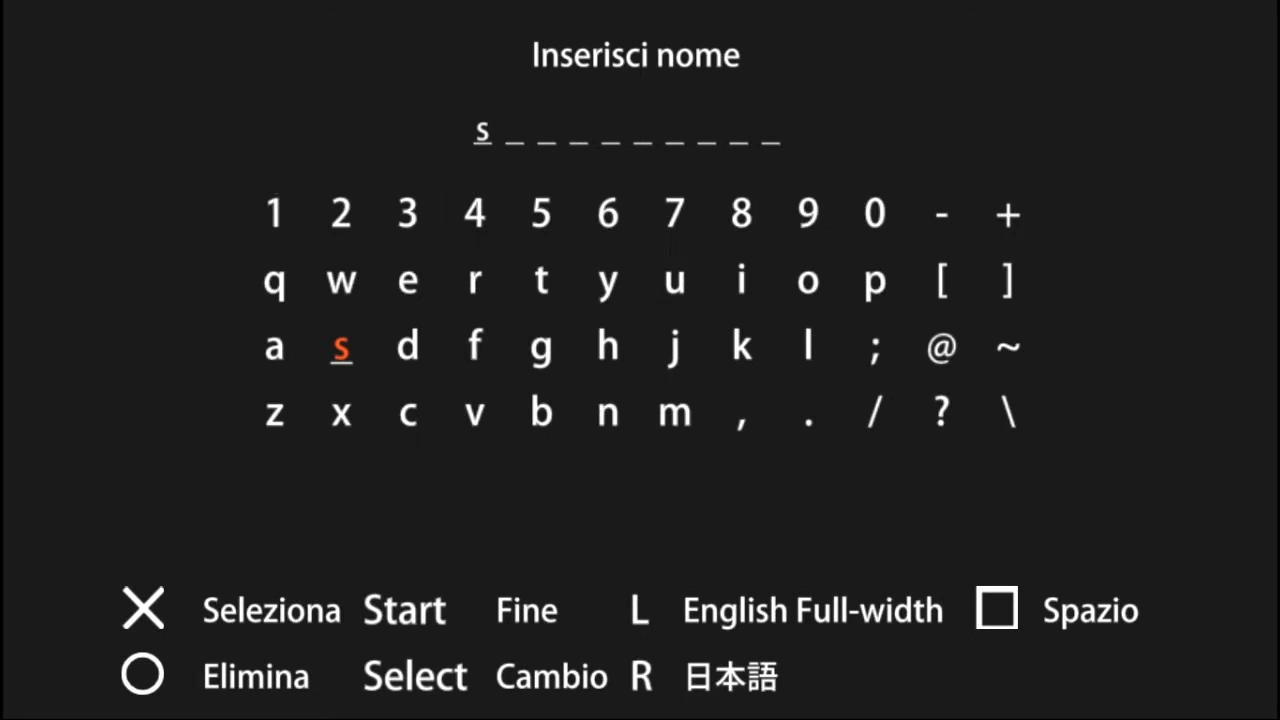 Inserisci nome
s _ _ _ _ _ _ _ _ _
1 2 3 4 5 6 7 8 9 0 - +
q w e r t y u i o p [ ]
a s d f g h j k l ; @ ~
z x c v b n m , . / ? \
Seleziona Start Fine L English Full-width Spazio
Elimina Select Cambio R 日本語